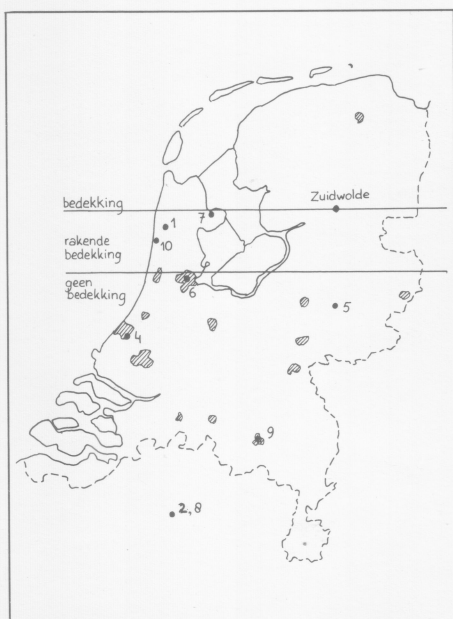 Zuidwolde
bedekking
7
1
rakende
bedekking
10
geen
bedekking
6
5
4
9
2,8